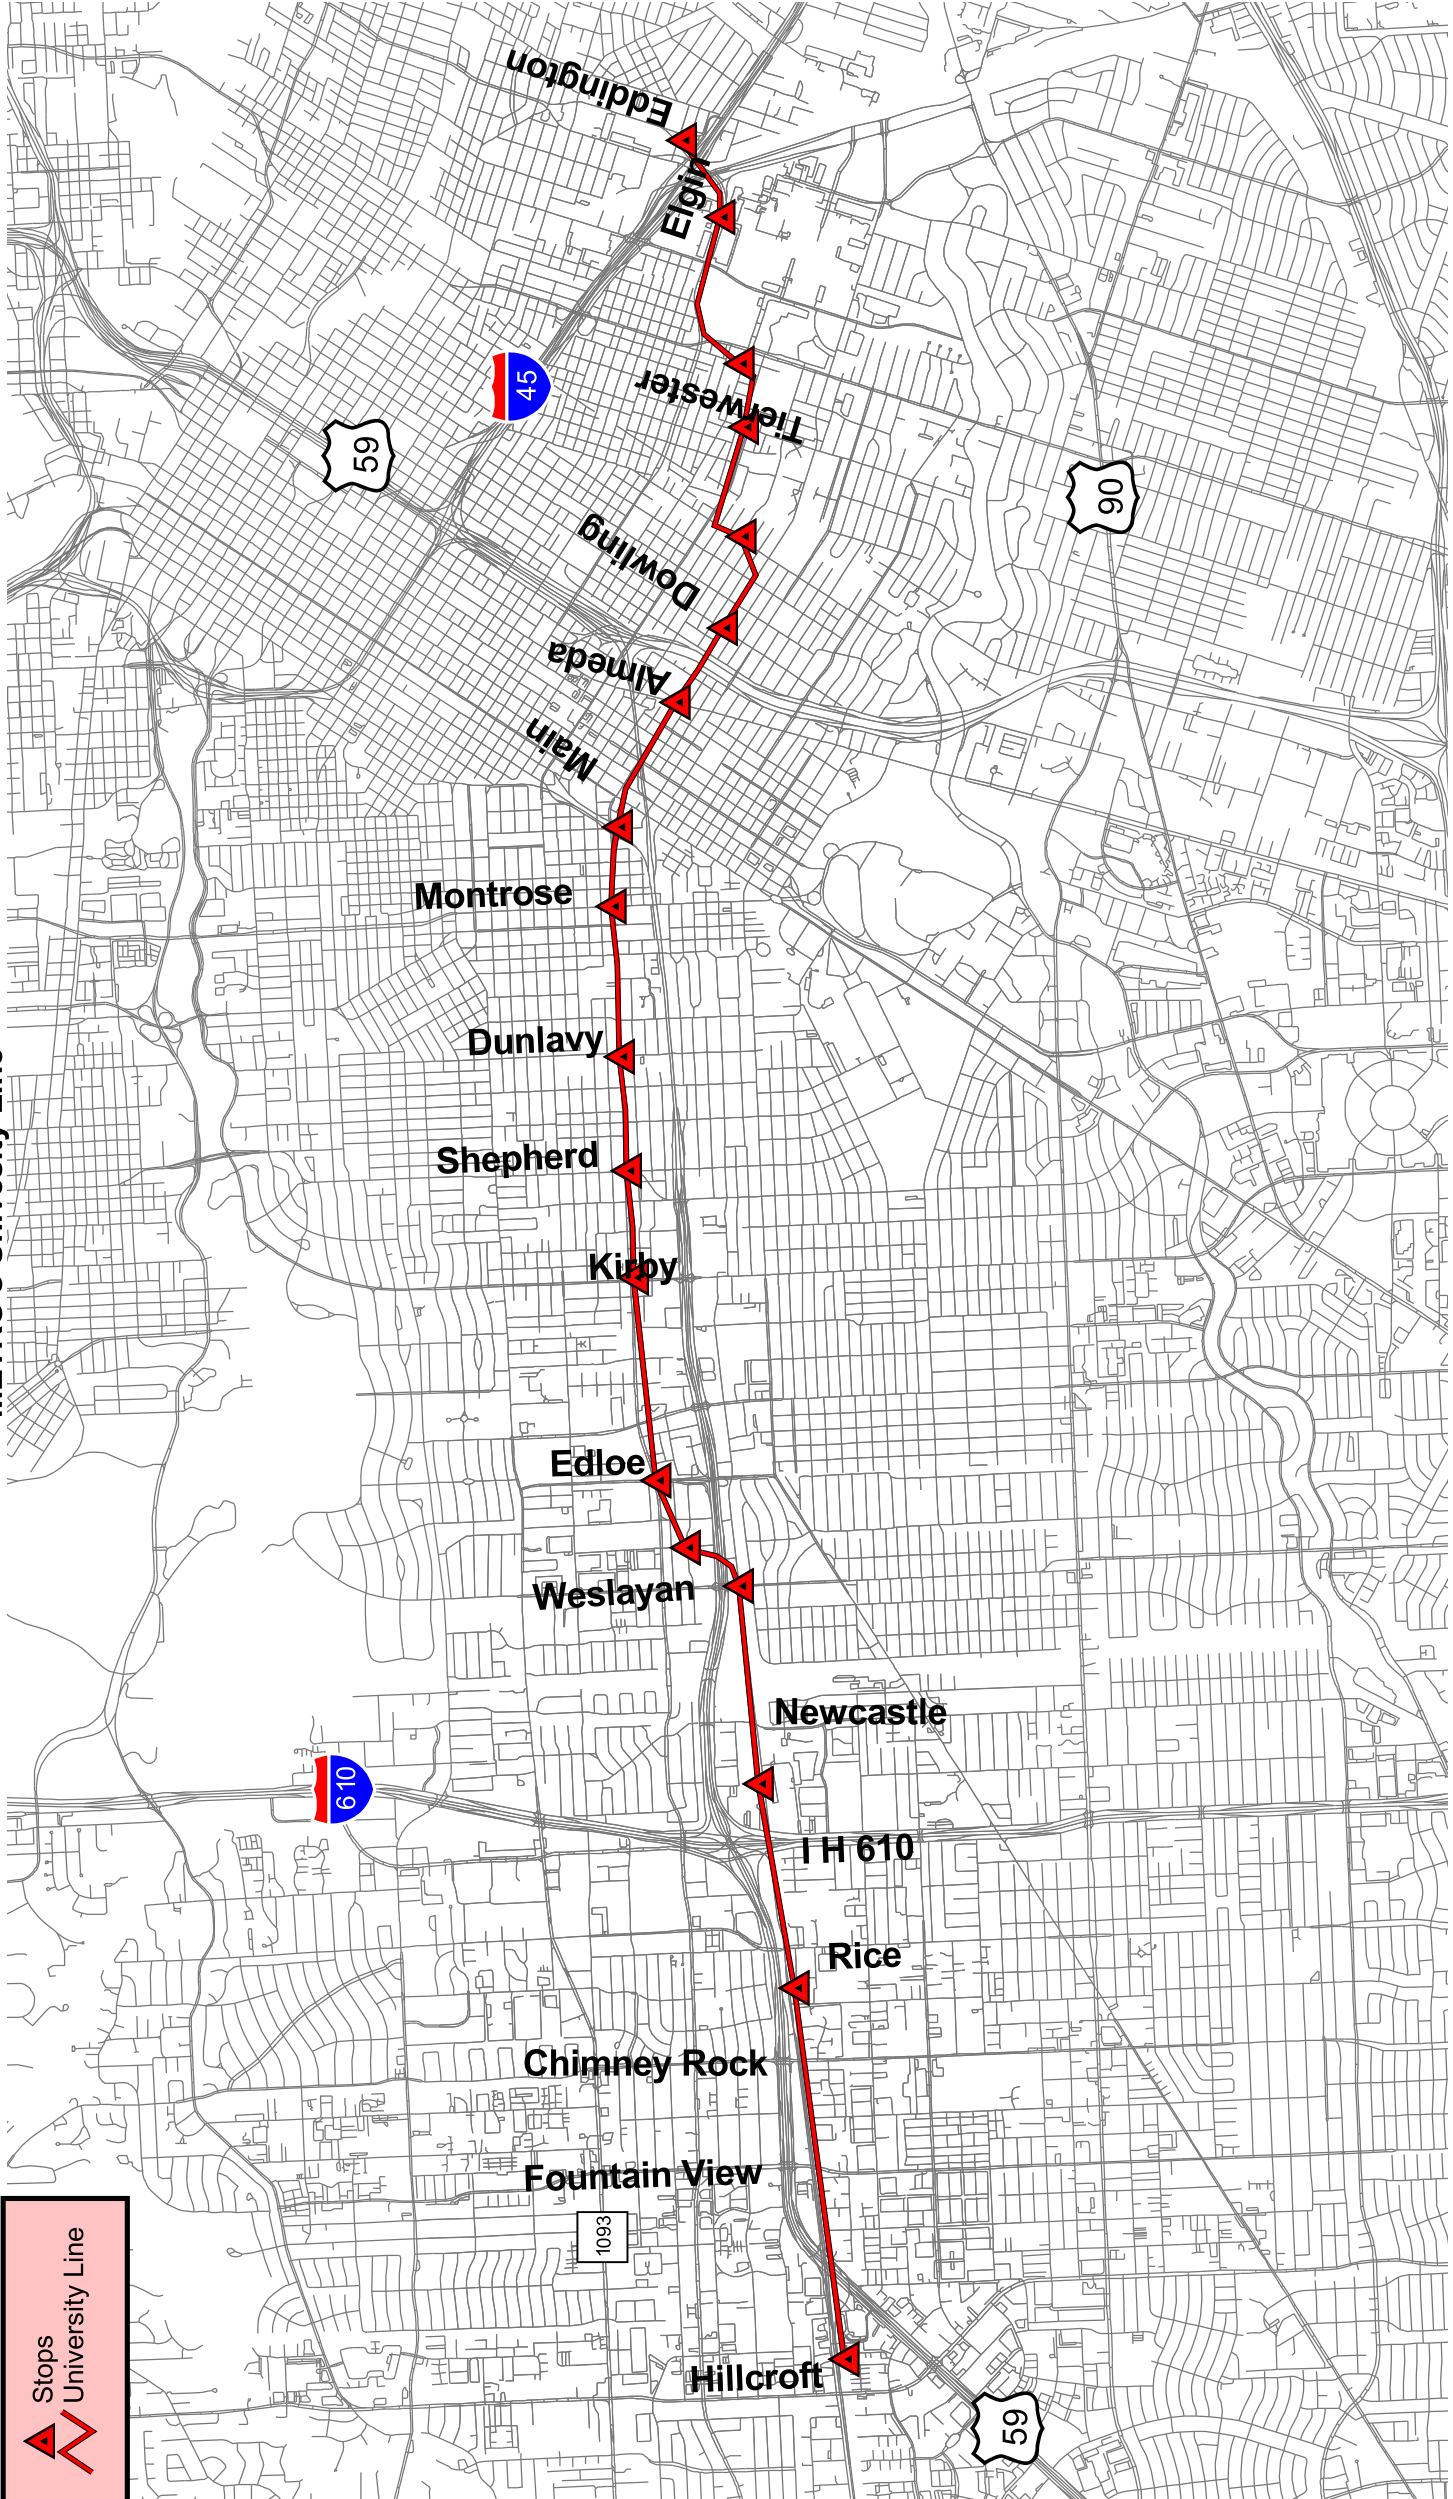 Eddington
Elgin
45
59
Tierwester
90
Dowling
Almeda
Main
Montrose
Dunlavy
Shepherd
Kirby
Edloe
Weslayan
Newcastle
610
I H 610
Rice
Chimney Rock
Fountain View
1093
Hillcroft
59
Stops
University Line